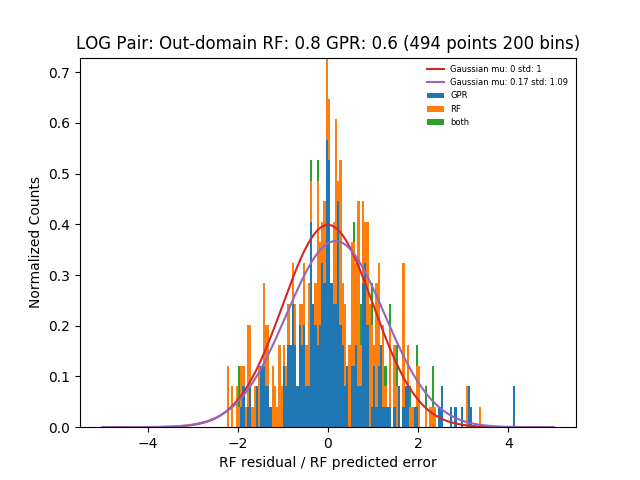 LOG Pair: Out-domain RF: 0.8 GPR: 0.6 (494 points 200 bins)
Gaussian mu: 0 std: 1
Gaussian mu: 0.17 std: 1.09
GPR
RF
both
Normalized Counts
0.7
0.6
0.5
0.4
0.3
0.2
0.1
0.0
−4 −2 0 2 4
RF residual / RF predicted error